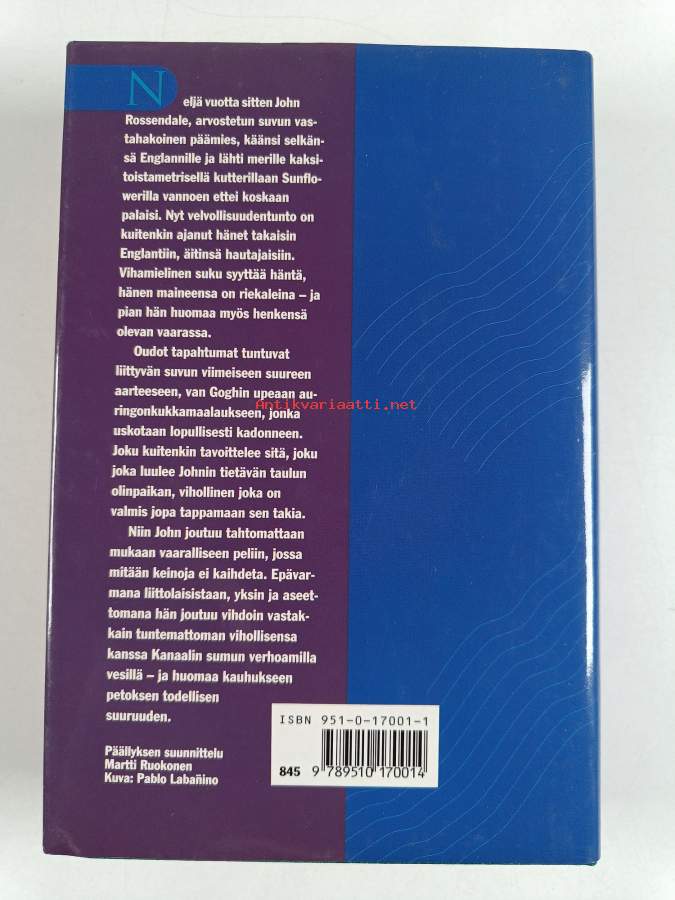 Neljä vuotta sitten John
Rossendale, arvostetun suvun vas-
tahakoinen päämies, käänsi selkän-
sä Englannille ja lähti merille kaksi-
toistametrisellä kutterillaan Sunflo-
werilla vannoen ettei koskaan
palaisi. Nyt velvollisuudentunto on
kuitenkin ajanut hänet takaisin
Englantiin, äitinsä hautajaisiin.
Vihamielinen suku syyttää häntä,
hänen maineensa on riekaleina – ja
pian hän huomaa myös henkensä
olevan vaarassa.
Oudot tapahtumat tuntuvat
liittyvän suvun viimeiseen suureen
aarteeseen, van Goghin upeaan au-
ringonkukkamaalaukseen, jonka
Antikvariaatti.net
uskotaan lopullisesti kadonneen.
Joku kuitenkin tavoittelee sitä, joku
joka luulee Johnin tietävän taulun
olinpaikan, vihollinen joka on
valmis jopa tappamaan sen takia.
Niin John joutuu tahtomattaan
mukaan vaaralliseen peliin, jossa
mitään keinoja ei kaihdeta. Epävar-
mana liittolaisistaan, yksin ja aseet-
tomana hän joutuu vihdoin vastak-
kain tuntemattoman vihollisensa
kanssa Kanaalin sumun verhoamilla
vesillä – ja huomaa kauhukseen
petoksen todellisen
suuruuden.
Päällyksen suunnittelu
Martti Ruokonen
Kuva: Pablo Labañino
ISBN 951-0-17001-1
845 9 789510 170014